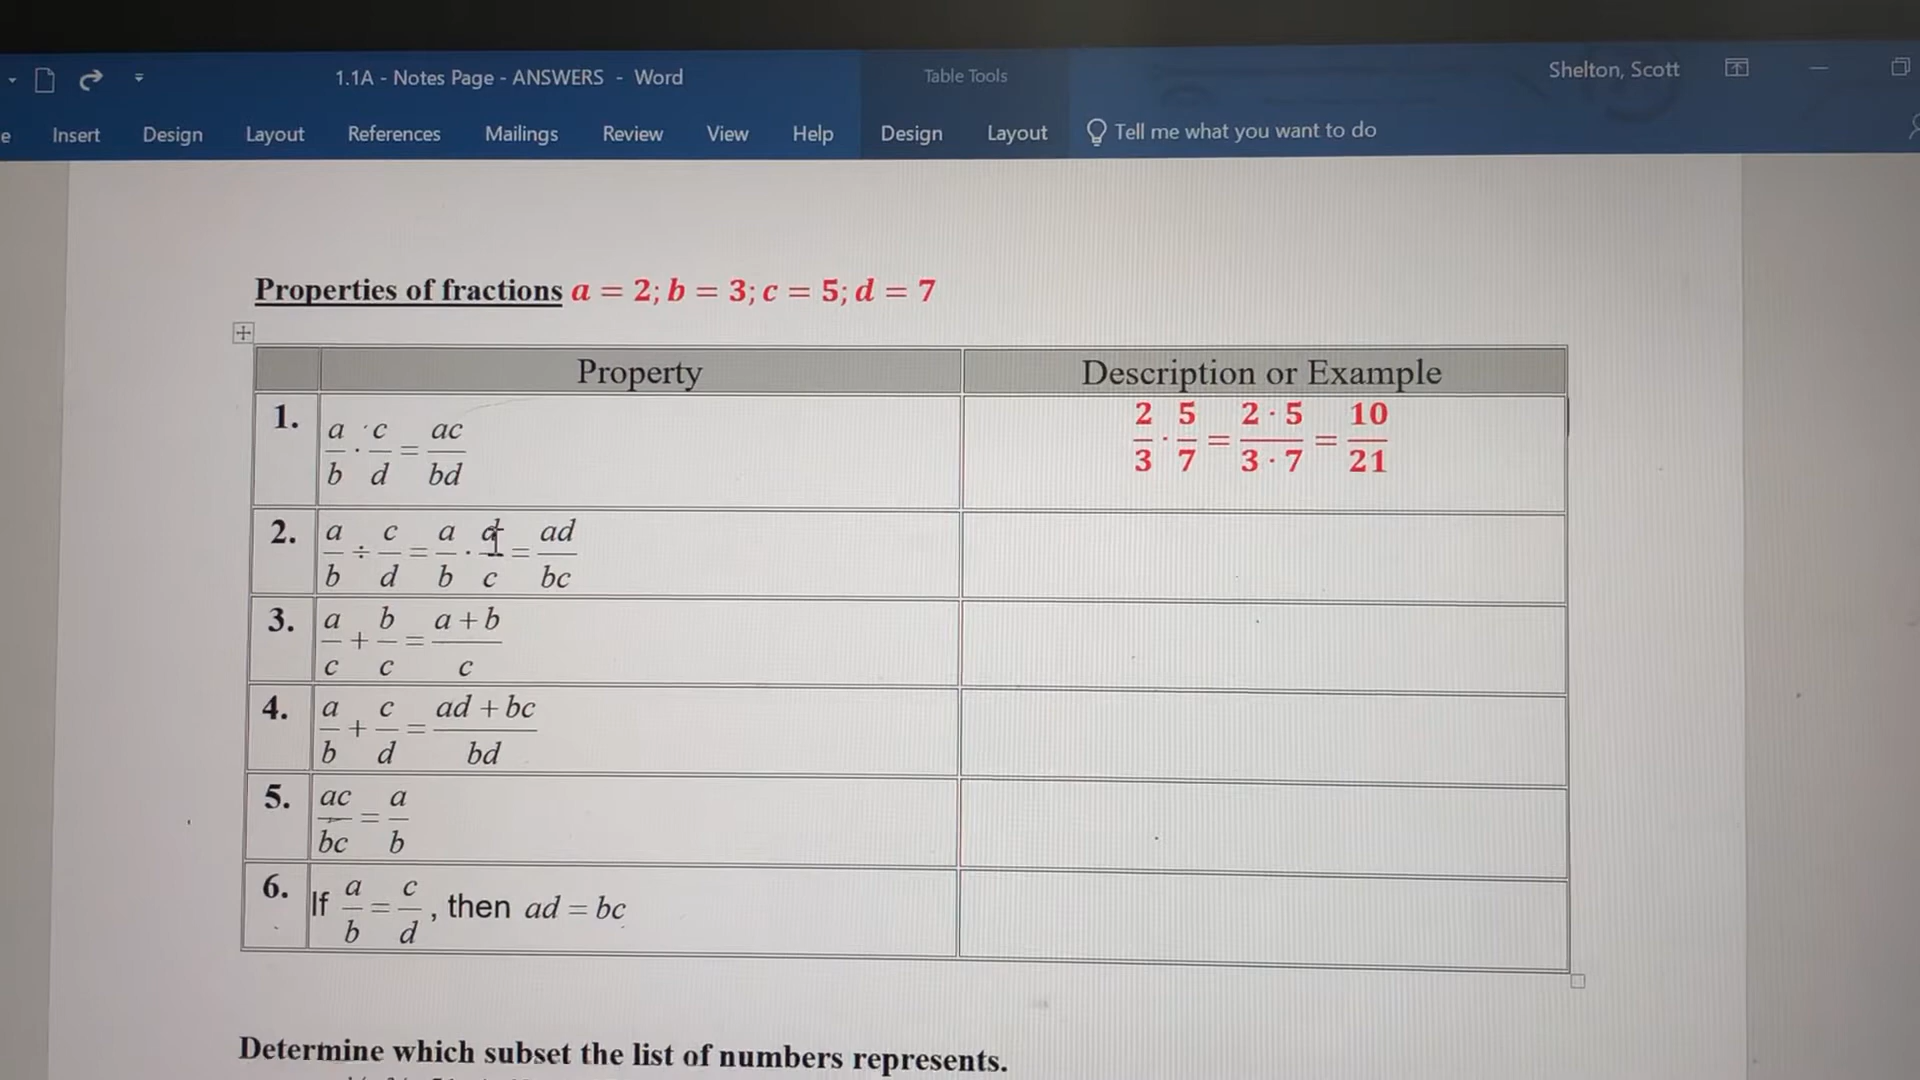 1.1A - Notes Page - ANSWERS - Word
Table Tools
Shelton, Scott
e Insert Design Layout References Mailings Review View Help Design Layout Tell me what you want to do
Properties of fractions a = 2; b = 3; c = 5; d = 7
Property Description or Example
1. a/b · c/d = ac/bd 2/3 · 5/7 = 2 · 5/3 · 7 = 10/21
2. a/b ÷ c/d = a/b · d/c = ad/bc
3. a/c + b/c = a + b/c
4. a/b + c/d = ad + bc/bd
5. ac/bc = a/b
6. If a/b = c/d, then ad = bc
Determine which subset the list of numbers represents.